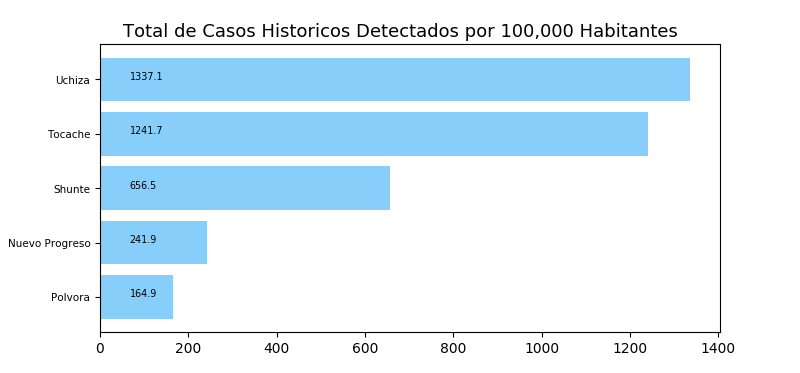 Total de Casos Historicos Detectados por 100,000 Habitantes
Uchiza 1337.1
Tocache 1241.7
Shunte 656.5
Nuevo Progreso 241.9
Polvora 164.9
0 200 400 600 800 1000 1200 1400